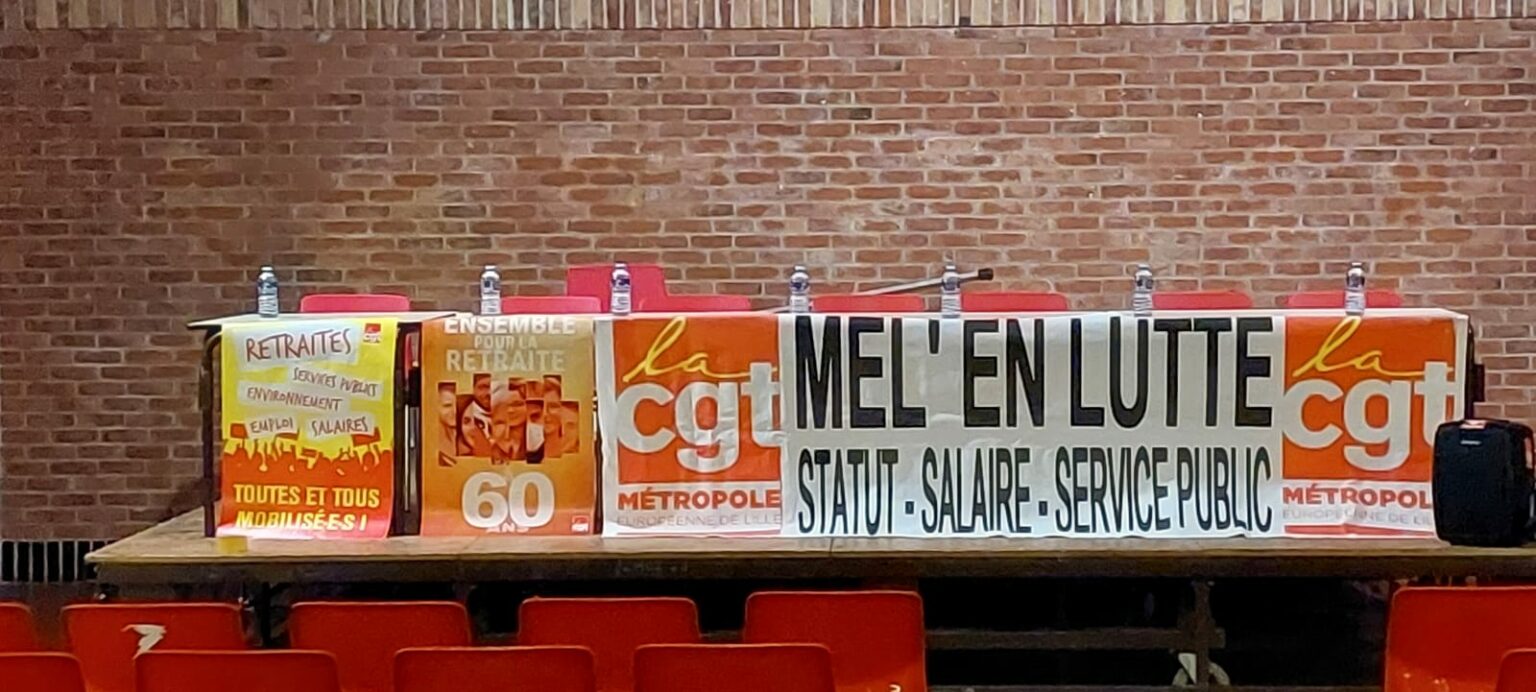 RETRAITES
SERVICES PUBLICS
ENVIRONNEMENT
EMPLOI SALAIRES
TOUTES ET TOUS
MOBILISÉ·E·S !
ENSEMBLE
POUR LA
RETRAITE
60
ANS
la
cgt
MÉTROPOLE
EUROPÉENNE DE LILLE
MEL' EN LUTTE
STATUT - SALAIRE - SERVICE PUBLIC
la
cgt
MÉTROPOL
EUROPÉENNE DE LIL